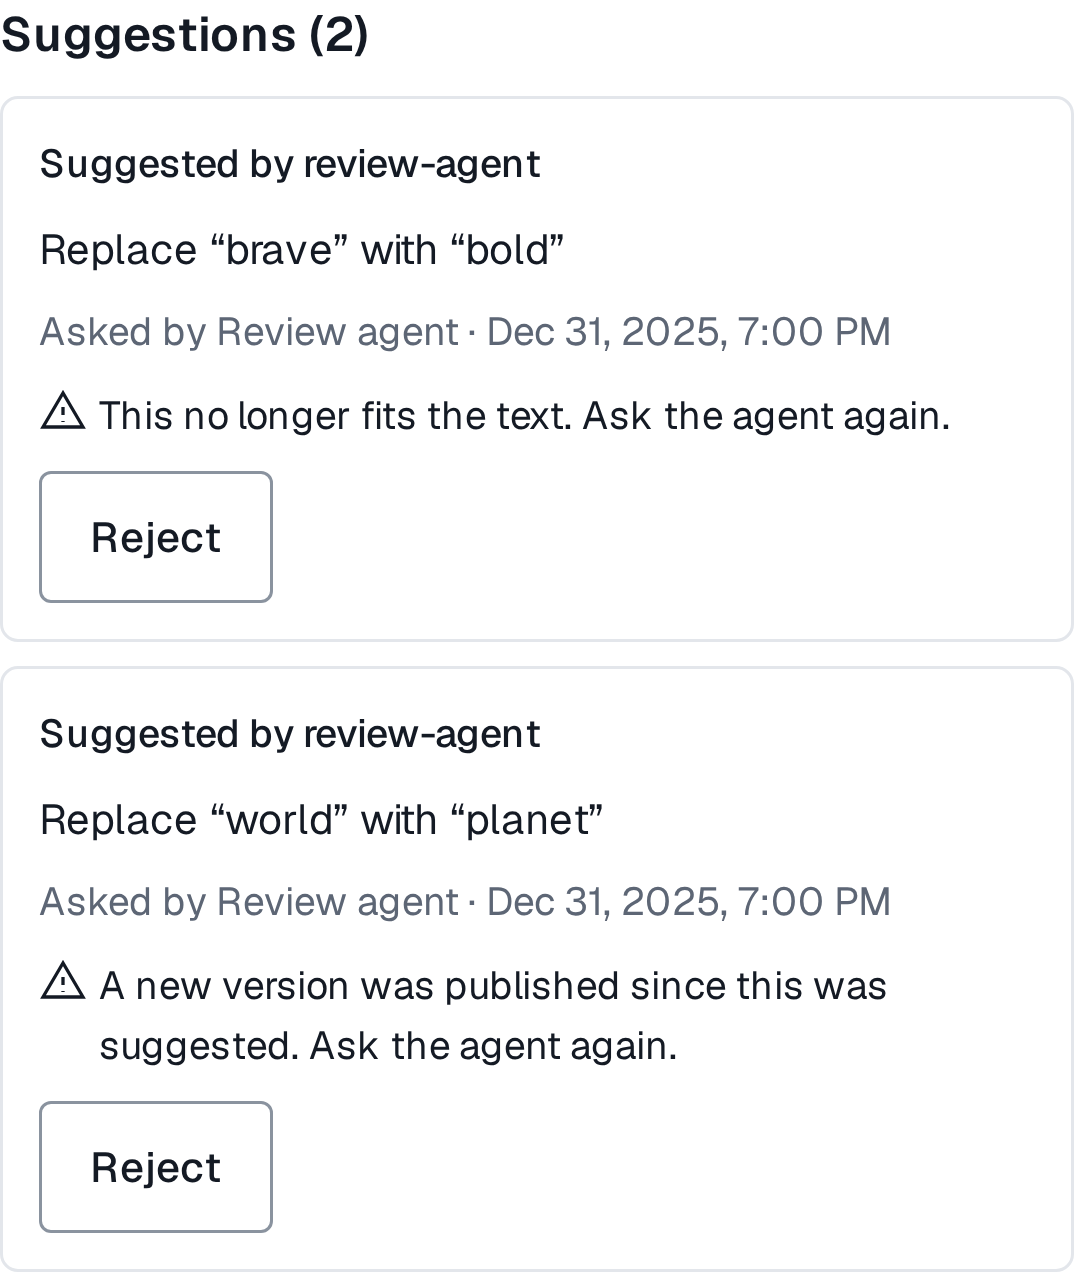 Suggestions (2)
Suggested by review-agent
Replace “brave” with “bold”
Asked by Review agent · Dec 31, 2025, 7:00 PM
This no longer fits the text. Ask the agent again.
Reject
Suggested by review-agent
Replace “world” with “planet”
Asked by Review agent · Dec 31, 2025, 7:00 PM
A new version was published since this was
suggested. Ask the agent again.
Reject